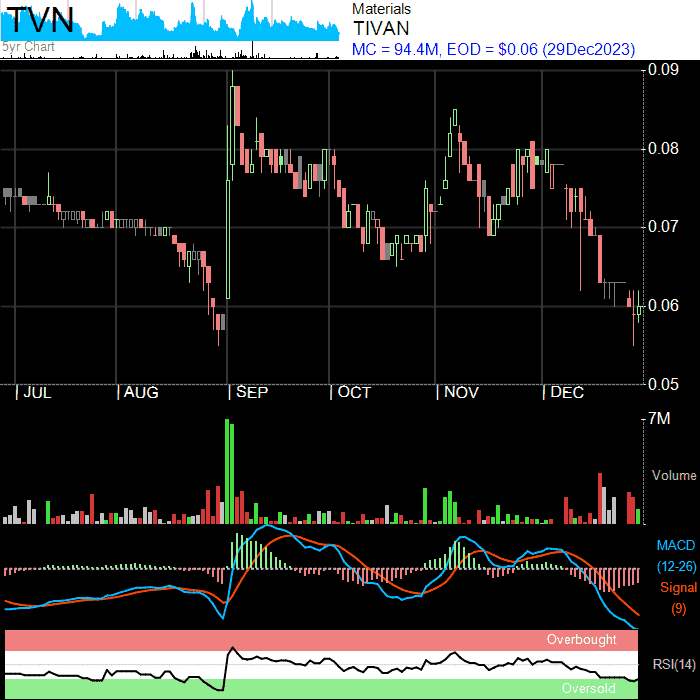 TVN
5yr Chart
Materials
TIVAN
MC = 94.4M, EOD = $0.06 (29Dec2023)
0.09
0.08
0.07
0.06
0.05
JUL AUG SEP OCT NOV DEC
7M
Volume
MACD
(12-26)
Signal
(9)
Overbought
RSI(14)
Oversold